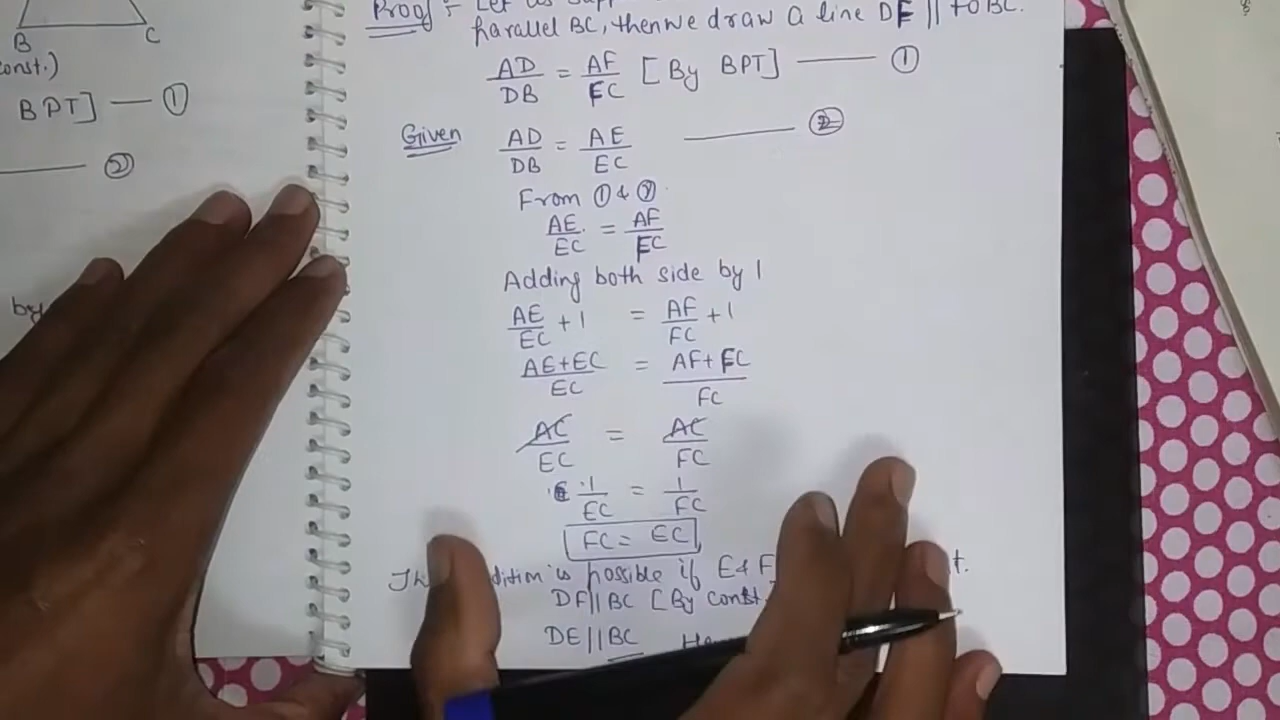 B C
onst.)
BPT] — ①
②
by
Proof :-
parallel BC, then we draw a line DF || to BC.
AD/DB = AF/FC [By BPT] — ①
Given AD/DB = AE/EC — ②
From ① & ②
AE/EC = AF/FC
Adding both side by 1
AE/EC + 1 = AF/FC + 1
AE+EC/EC = AF+FC/FC
AC/EC = AC/FC
1/EC = 1/FC
FC = EC
is possible if E & F
DF || BC [By const.
DE || BC